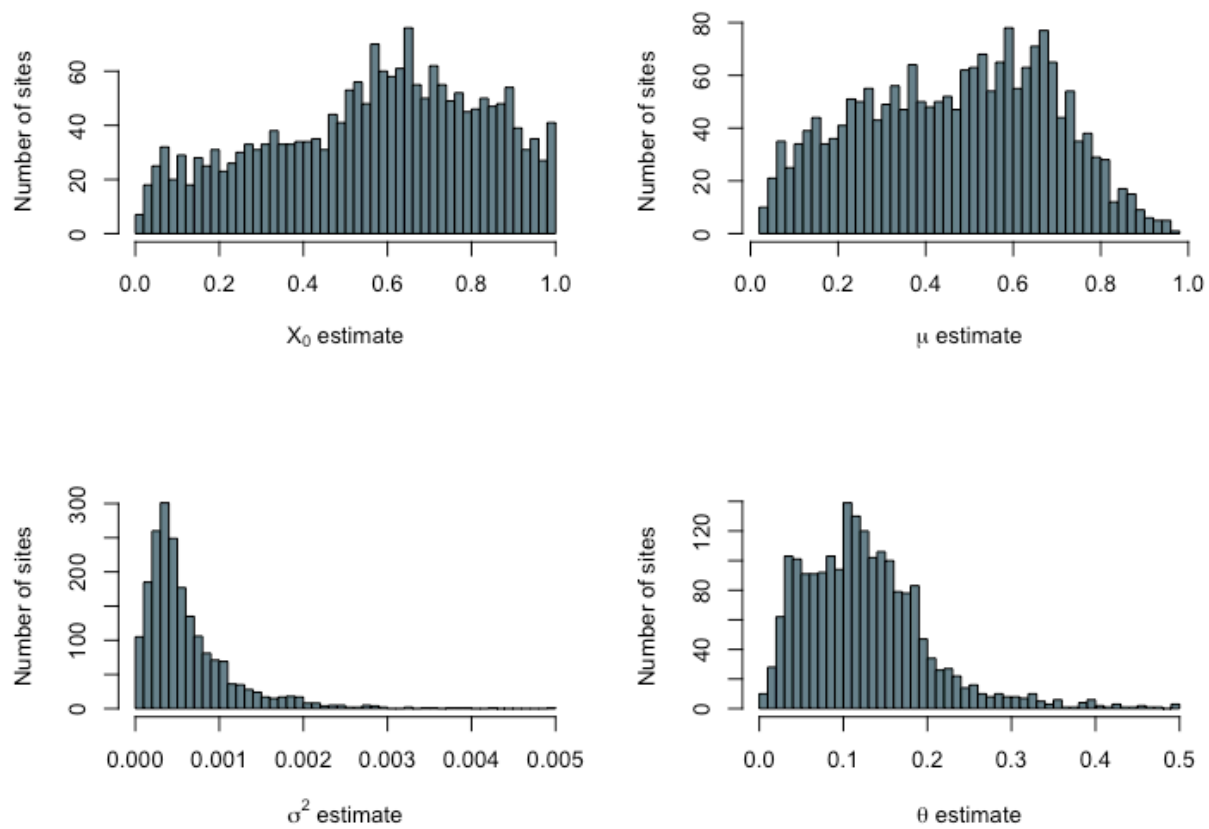 Number of sites
0 20 40 60
0.0 0.2 0.4 0.6 0.8 1.0
X₀ estimate
Number of sites
0 20 40 60 80
0.0 0.2 0.4 0.6 0.8 1.0
μ estimate
Number of sites
0 100 200 300
0.000 0.001 0.002 0.003 0.004 0.005
σ² estimate
Number of sites
0 40 80 120
0.0 0.1 0.2 0.3 0.4 0.5
θ estimate